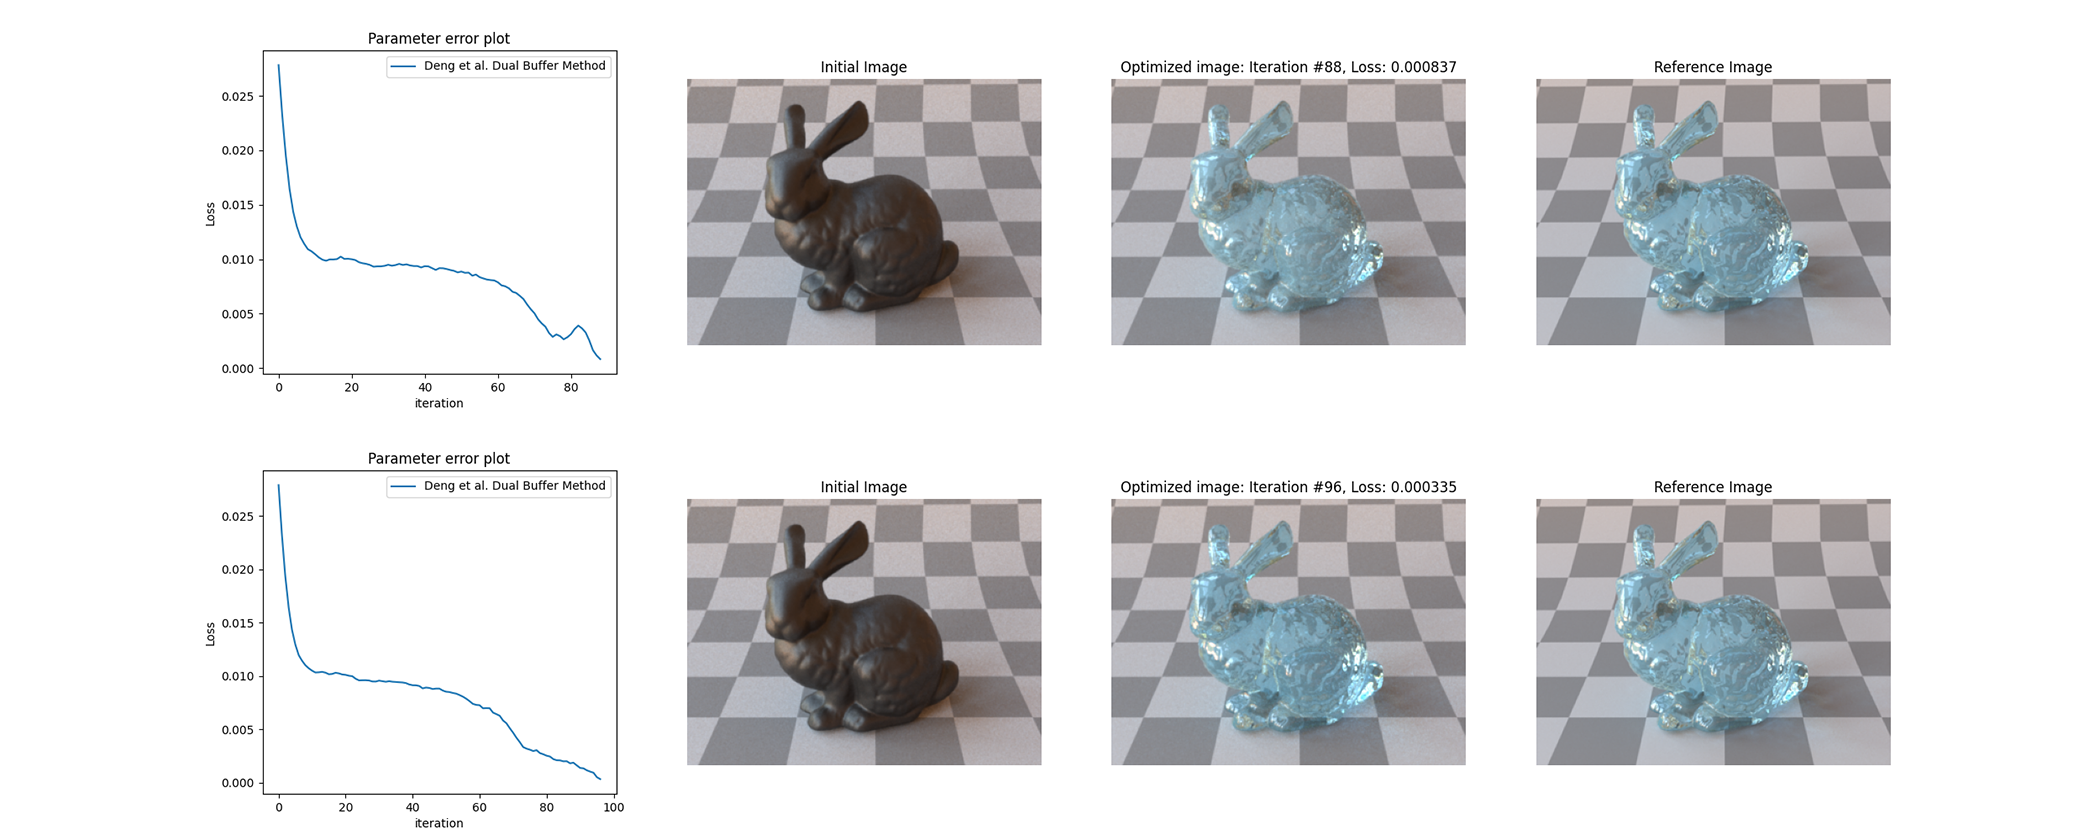 Parameter error plot
Deng et al. Dual Buffer Method
0.025
0.020
0.015
0.010
0.005
0.000
Loss
0 20 40 60 80
iteration
Initial Image
Optimized image: Iteration #88, Loss: 0.000837
Reference Image
Parameter error plot
Deng et al. Dual Buffer Method
0.025
0.020
0.015
0.010
0.005
0.000
Loss
0 20 40 60 80 100
iteration
Initial Image
Optimized image: Iteration #96, Loss: 0.000335
Reference Image